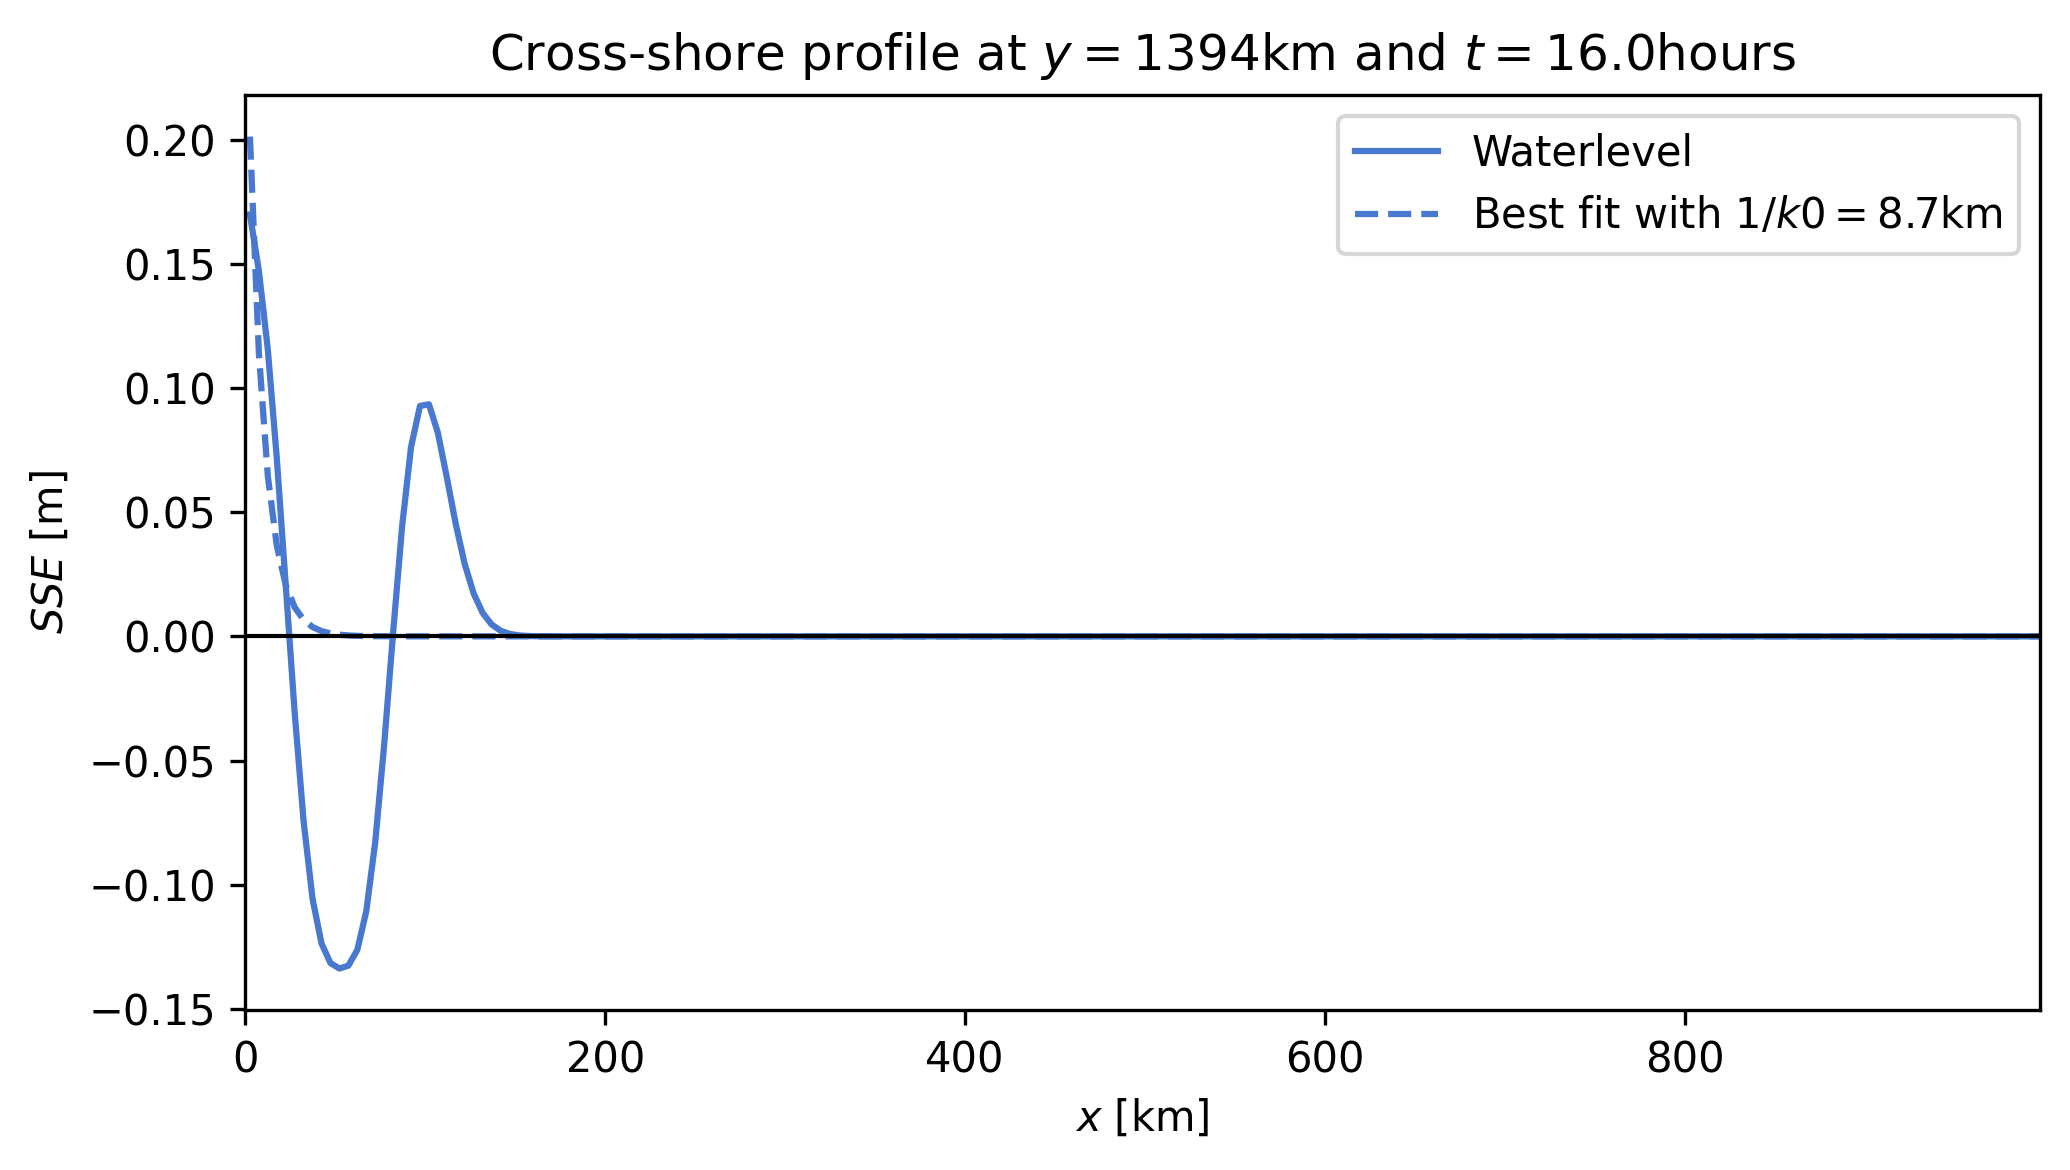 Cross-shore profile at y = 1394km and t = 16.0hours
Waterlevel
Best fit with 1/k0 = 8.7km
SSE [m]
0.20
0.15
0.10
0.05
0.00
−0.05
−0.10
−0.15
0 200 400 600 800
x [km]